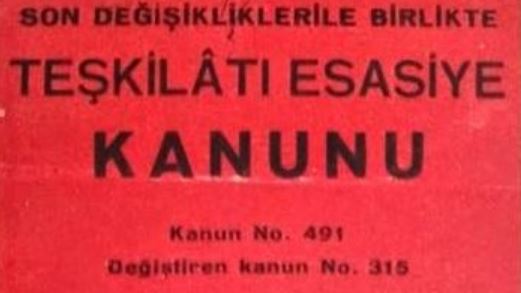 SON DEĞİŞİKLİKLERİLE BİRLİKTE
TEŞKİLÂTI ESASİYE
KANUNU
Kanun No. 491
Değiştiren kanun No. 315